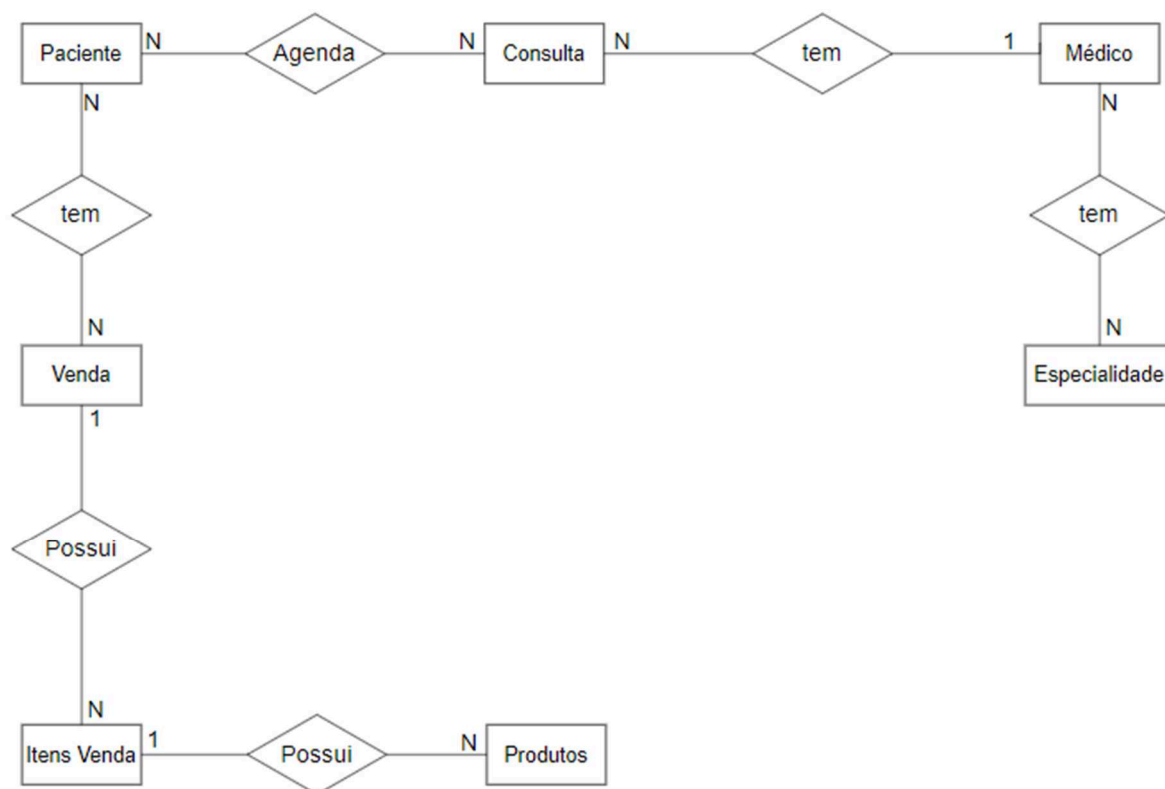 Paciente
N
Agenda
N
Consulta
N
tem
1
Médico
N
N
tem
tem
N
N
Venda
Especialidade
1
Possui
N
Itens Venda
1
Possui
N
Produtos